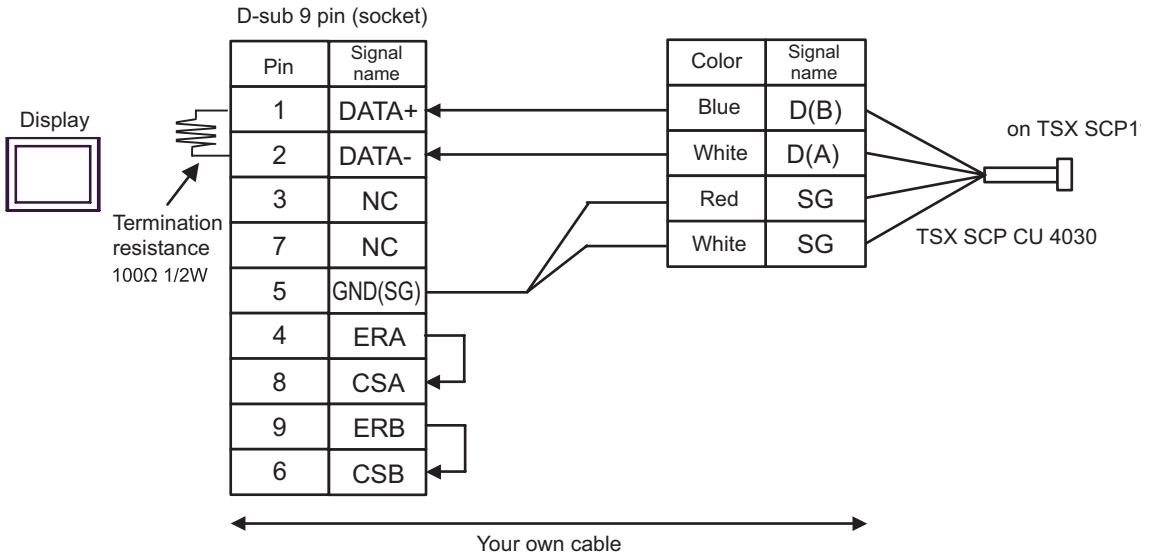 D-sub 9 pin (socket)
Pin Signal name
1 DATA+
2 DATA-
3 NC
7 NC
5 GND(SG)
4 ERA
8 CSA
9 ERB
6 CSB
Display
Termination
resistance
100Ω 1/2W
Color Signal name
Blue D(B)
White D(A)
Red SG
White SG
on TSX
TSX SCP CU 4030
Your own cable